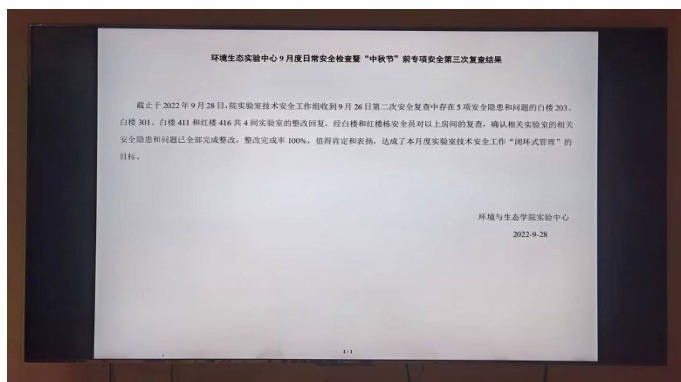 环境生态实验中心9月度日常安全检查暨“中秋节”前专项安全第三次复查结果
截止于2022年9月28日,院实验室技术安全工作组收到9月26日第二次安全复查中存在5项安全隐患和问题的白楼203、
白楼301、白楼411和红楼416共4间实验室的整改回复。经白楼和红楼栋安全员对以上房间的复查,确认相关实验室的相关
安全隐患和问题已全部完成整改,整改完成率100%,值得肯定和表扬,达成了本月度实验室技术安全工作“闭环式管理”的
目标。
环境与生态学院实验中心
2022-9-28
1/1